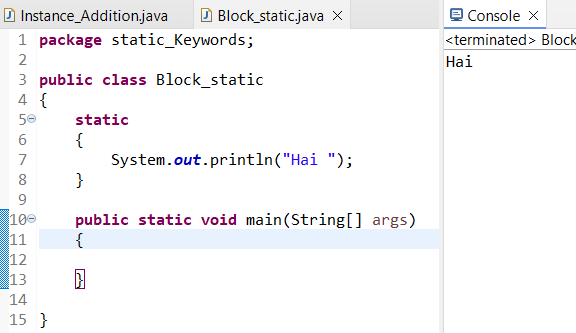 Instance_Addition.java Block_static.java
1 package static_Keywords;
2
3 public class Block_static
4 {
5 static
6 {
7 System.out.println("Hai ");
8 }
9
10 public static void main(String[] args)
11 {
12
13 }
14
15 }
Console
<terminated> Block
Hai